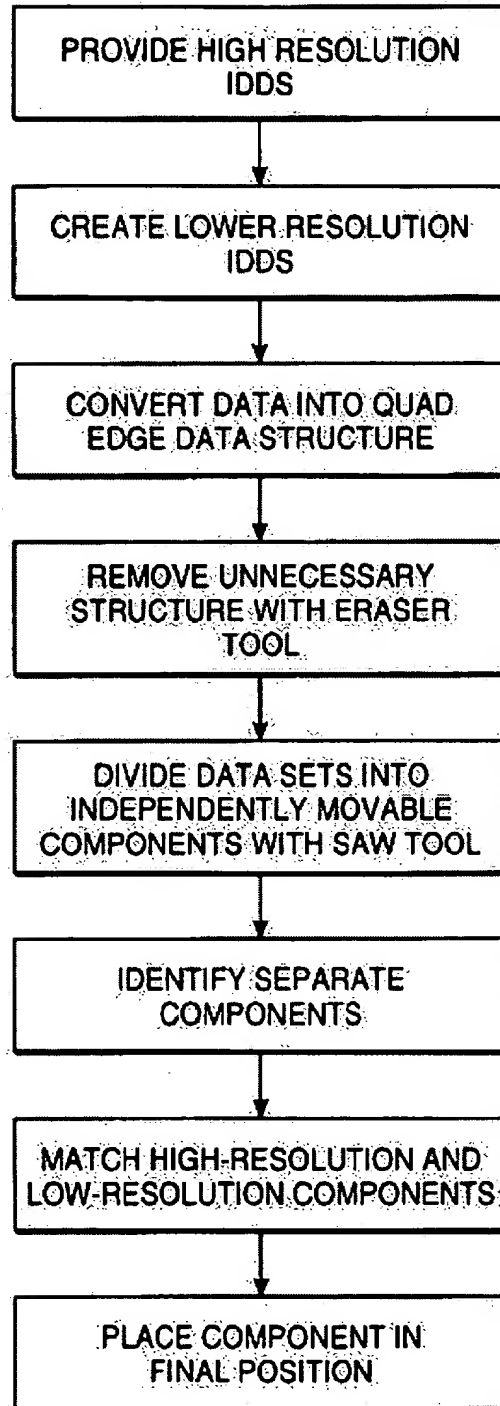 PROVIDE HIGH RESOLUTION
IDDS
CREATE LOWER RESOLUTION
IDDS
CONVERT DATA INTO QUAD
EDGE DATA STRUCTURE
REMOVE UNNECESSARY
STRUCTURE WITH ERASER
TOOL
DIVIDE DATA SETS INTO
INDEPENDENTLY MOVABLE
COMPONENTS WITH SAW TOOL
IDENTIFY SEPARATE
COMPONENTS
MATCH HIGH-RESOLUTION AND
LOW-RESOLUTION COMPONENTS
PLACE COMPONENT IN
FINAL POSITION